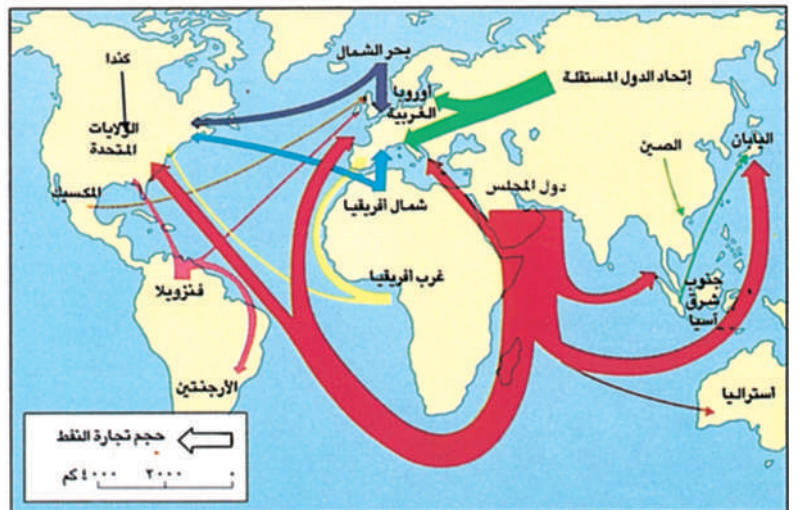 بحر الشمال
كندا
أوروبا
الغربية
إتحاد الدول المستقلة
الولايات
المتحدة
الصين
اليابان
المكسيك
دول المجلس
شمال أفريقيا
غرب أفريقيا
فنزويلا
جنوب
شرق
آسيا
الأرجنتين
أستراليا
حجم تجارة النفط
٤٠٠٠ ٢٠٠٠ ٠ كم